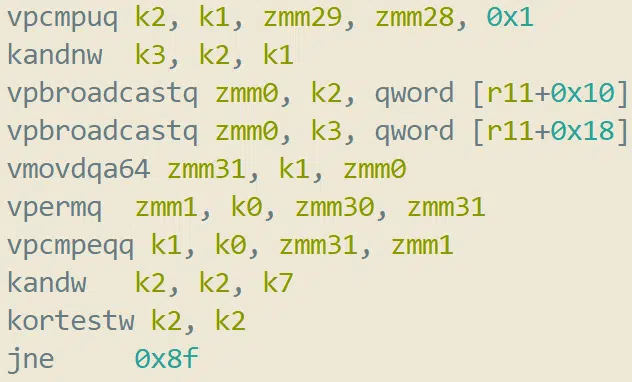 vpcmpuq k2, k1, zmm29, zmm28, 0x1
kandnw k3, k2, k1
vpbroadcastq zmm0, k2, qword [r11+0x10]
vpbroadcastq zmm0, k3, qword [r11+0x18]
vmovdqa64 zmm31, k1, zmm0
vpermq zmm1, k0, zmm30, zmm31
vpcmpeqq k1, k0, zmm31, zmm1
kandw k2, k2, k7
kortestw k2, k2
jne 0x8f